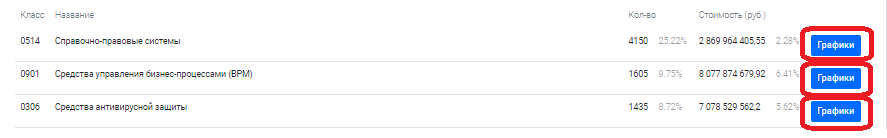 Класс Название Кол-во Стоимость (руб.)
0514 Справочно-правовые системы 4150 25.22% 2 869 964 405,55 2.28% Графики
0901 Средства управления бизнес-процессами (BPM) 1605 9.75% 8 077 874 679,92 6.41% Графики
0306 Средства антивирусной защиты 1435 8.72% 7 078 529 562,2 5.62% Графики